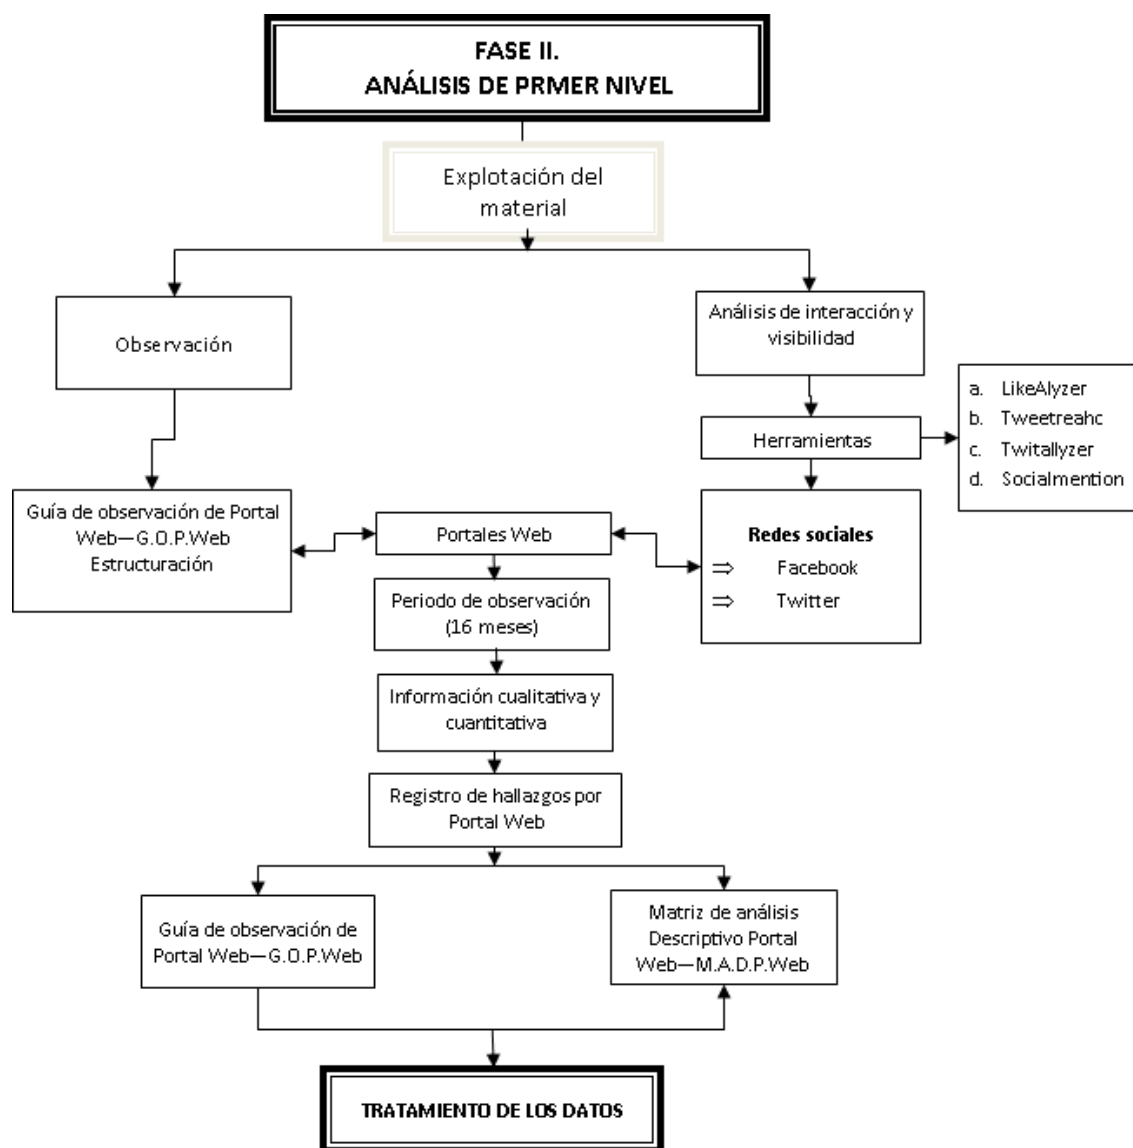 FASE II.
ANÁLISIS DE PRMER NIVEL
Explotación del
material
Observación
Análisis de interacción y
visibilidad
Herramientas
a. LikeAlyzer
b. Tweetreahc
c. Twitallyzer
d. Socialmention
Guía de observación de Portal
Web—G.O.P.Web
Estructuración
Portales Web
Redes sociales
⇒ Facebook
⇒ Twitter
Periodo de observación
(16 meses)
Información cualitativa y
cuantitativa
Registro de hallazgos por
Portal Web
Guía de observación de
Portal Web—G.O.P.Web
Matriz de análisis
Descriptivo Portal
Web—M.A.D.P.Web
TRATAMIENTO DE LOS DATOS